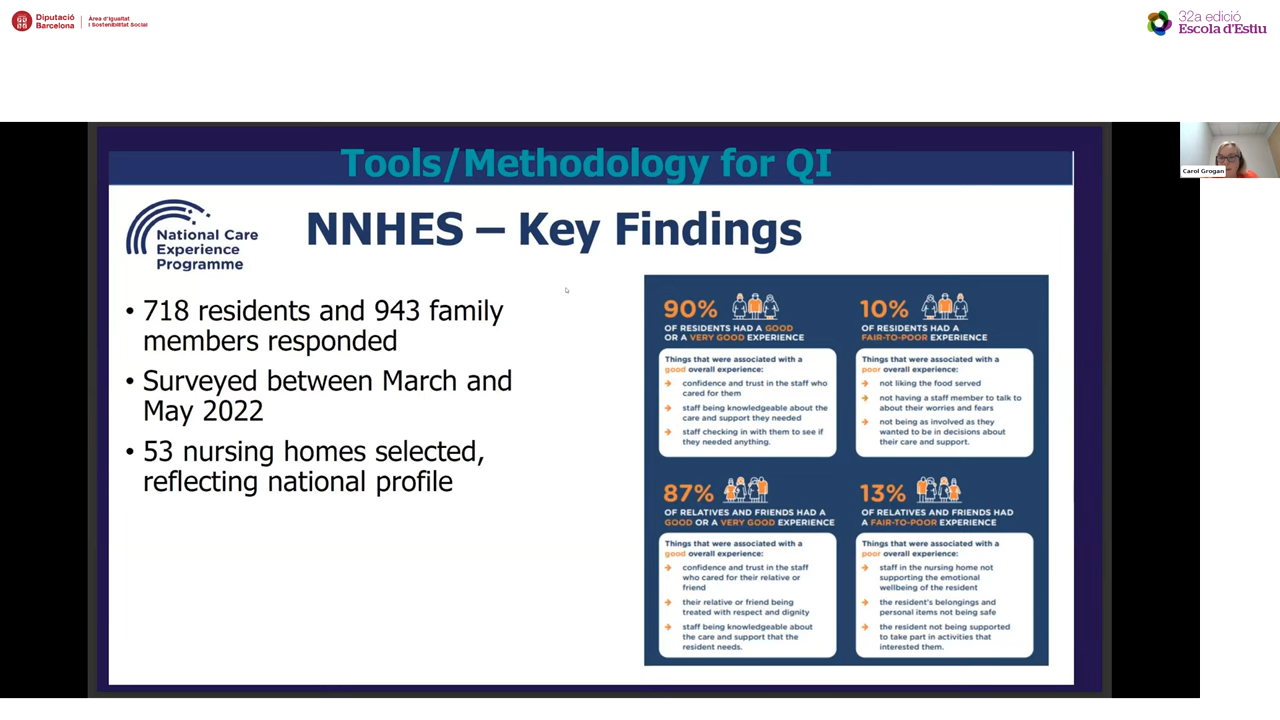 Diputació
Barcelona
Àrea d'Igualtat
i Sostenibilitat Social
32a edició
Escola d'Estiu
Carol Grogan
Tools/Methodology for QI
National Care
Experience
Programme
NNHES – Key Findings
• 718 residents and 943 family
members responded
• Surveyed between March and
May 2022
• 53 nursing homes selected,
reflecting national profile
90%
OF RESIDENTS HAD A GOOD
OR A VERY GOOD EXPERIENCE
Things that were associated with a
good overall experience:
confidence and trust in the staff who
cared for them
staff being knowledgeable about the
care and support they needed
staff checking in with them to see if
they needed anything.
10%
OF RESIDENTS HAD A
FAIR-TO-POOR EXPERIENCE
Things that were associated with a
poor overall experience:
not liking the food served
not having a staff member to talk to
about their worries and fears
not being as involved as they
wanted to be in decisions about
their care and support.
87%
OF RELATIVES AND FRIENDS HAD A
GOOD OR A VERY GOOD EXPERIENCE
Things that were associated with a
good overall experience:
confidence and trust in the staff
who cared for their relative or
friend
their relative or friend being
treated with respect and dignity
staff being knowledgeable about
the care and support that the
resident needs.
13%
OF RELATIVES AND FRIENDS HAD
A FAIR-TO-POOR EXPERIENCE
Things that were associated with a
poor overall experience:
staff in the nursing home not
supporting the emotional
wellbeing of the resident
the resident's belongings and
personal items not being safe
the resident not being supported
to take part in activities that
interested them.